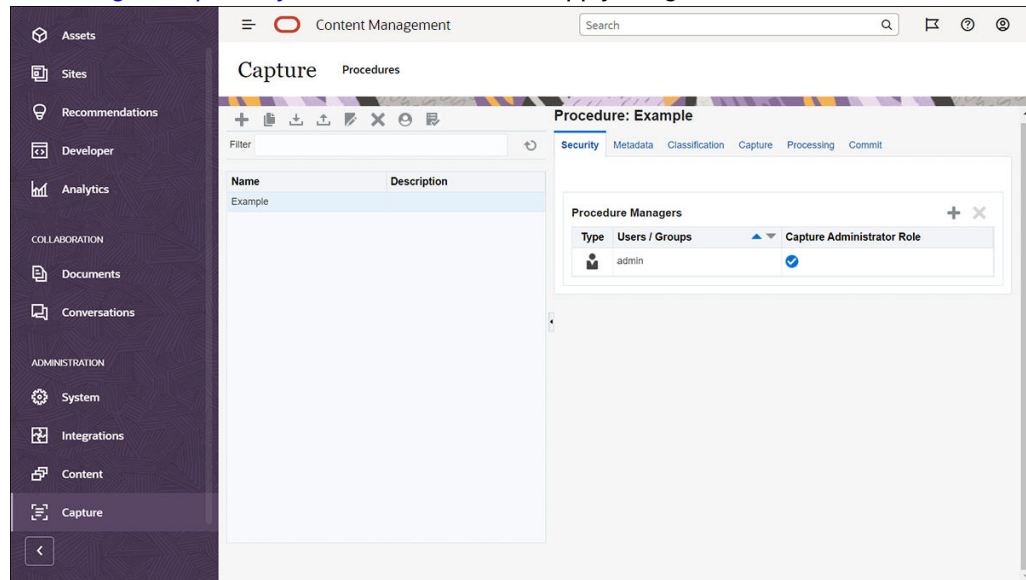 Assets
Sites
Recommendations
Developer
Analytics
COLLABORATION
Documents
Conversations
ADMINISTRATION
System
Integrations
Content
Capture
Content Management
Search
Capture Procedures
Filter
Name Description
Example
Procedure: Example
Security Metadata Classification Capture Processing Commit
Procedure Managers
Type Users / Groups Capture Administrator Role
admin